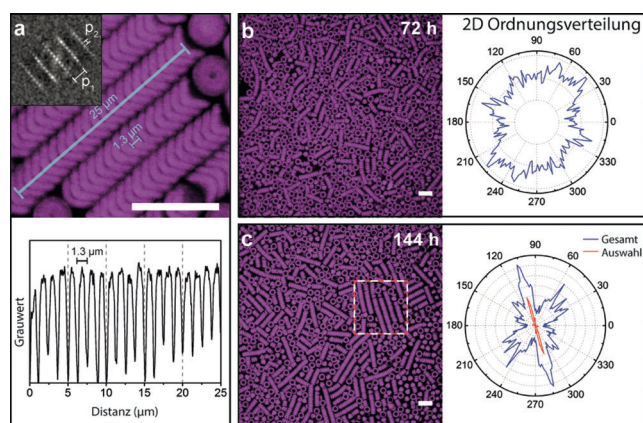 a
p2
p1
25 µm
1.3 µm
1.3 µm
Grauwert
0 5 10 15 20 25
Distanz (µm)
b
72 h
2D Ordnungsverteilung
90
120 60
150 30
180 0
210 330
240 300
270
c
144 h
Gesamt
Auswahl
90
120 60
150 30
180 0
210 330
240 300
270